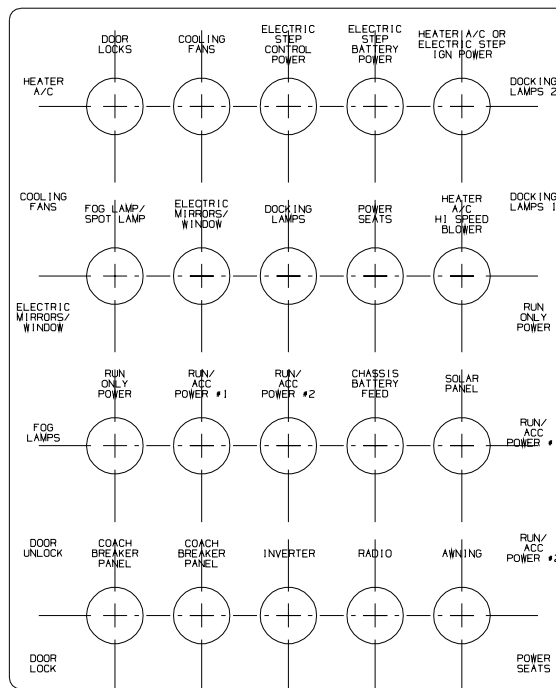 DOOR
LOCKS
COOLING
FANS
ELECTRIC
STEP
CONTROL
POWER
ELECTRIC
STEP
BATTERY
POWER
HEATER A/C OR
ELECTRIC STEP
IGN POWER
HEATER
A/C
DOCKING
LAMPS 2
COOLING
FANS
FOG LAMP/
SPOT LAMP
ELECTRIC
MIRRORS/
WINDOW
DOCKING
LAMPS
POWER
SEATS
HEATER
A/C
HI SPEED
BLOWER
DOCKING
LAMPS 1
ELECTRIC
MIRRORS/
WINDOW
RUN
ONLY
POWER
RUN
ONLY
POWER
RUN/
ACC
POWER #1
RUN/
ACC
POWER #2
CHASSIS
BATTERY
FEED
SOLAR
PANEL
FOG
LAMPS
RUN/
ACC
POWER #
DOOR
UNLOCK
COACH
BREAKER
PANEL
COACH
BREAKER
PANEL
INVERTER
RADIO
AWNING
RUN/
ACC
POWER #2
DOOR
LOCK
POWER
SEATS